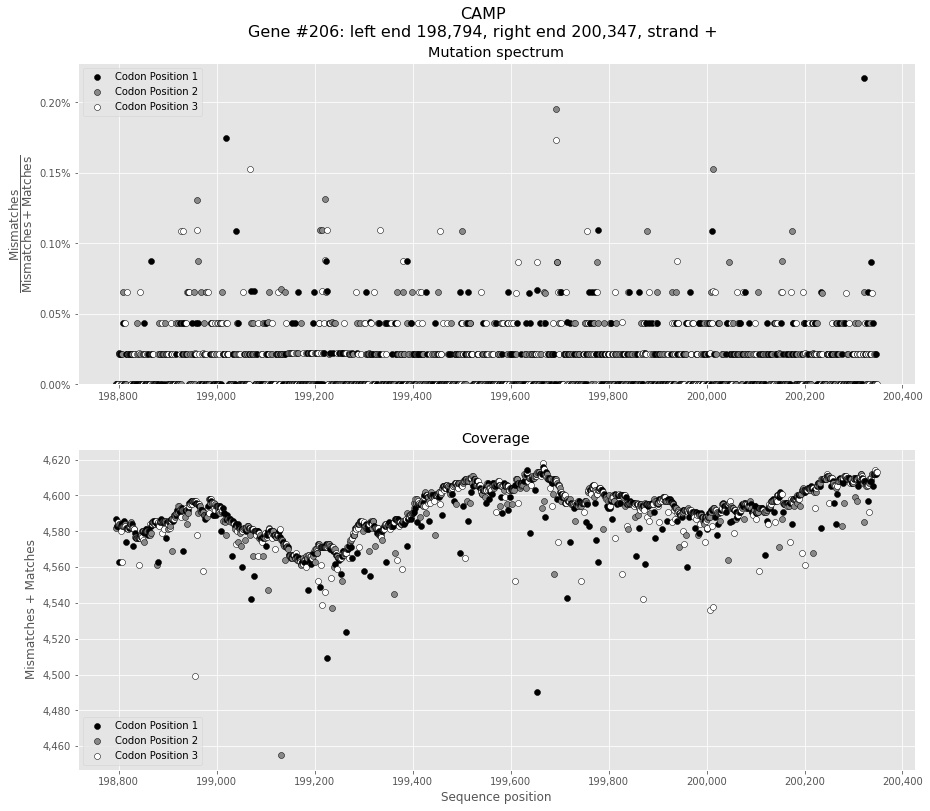 CAMP
Gene #206: left end 198,794, right end 200,347, strand +
Mutation spectrum
Codon Position 1
Codon Position 2
Codon Position 3
0.20%
0.15%
0.10%
0.05%
0.00%
Mismatches
Mismatches + Matches
198,800 199,000 199,200 199,400 199,600 199,800 200,000 200,200 200,400
Coverage
4,620
4,600
4,580
4,560
4,540
4,520
4,500
4,480
4,460
Mismatches + Matches
Codon Position 1
Codon Position 2
Codon Position 3
198,800 199,000 199,200 199,400 199,600 199,800 200,000 200,200 200,400
Sequence position